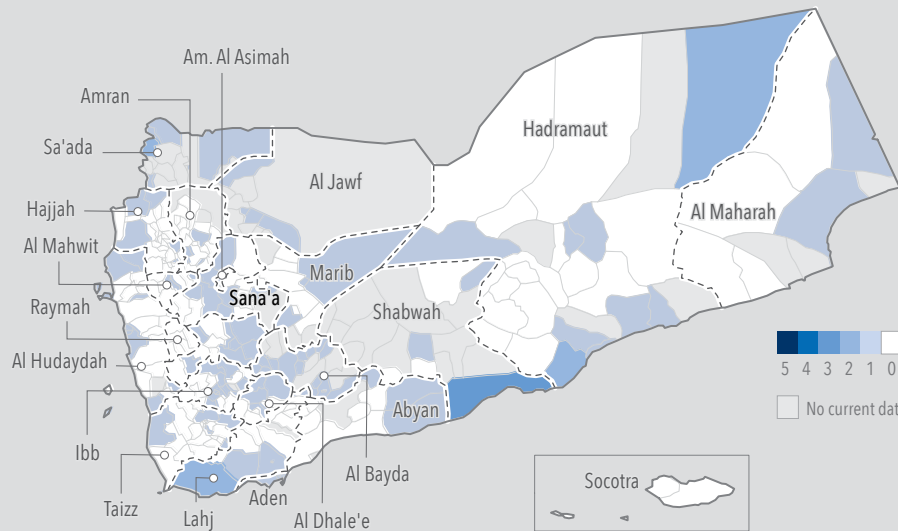 Am. Al Asimah
Amran
Hadramaut
Sa'ada
Al Jawf
Hajjah
Al Maharah
Al Mahwit
Marib
Sana'a
Raymah
Shabwah
Al Hudaydah
5 4 3 2 1 0
No current dat
Abyan
Ibb
Al Bayda
Socotra
Taizz
Aden
Lahj
Al Dhale'e